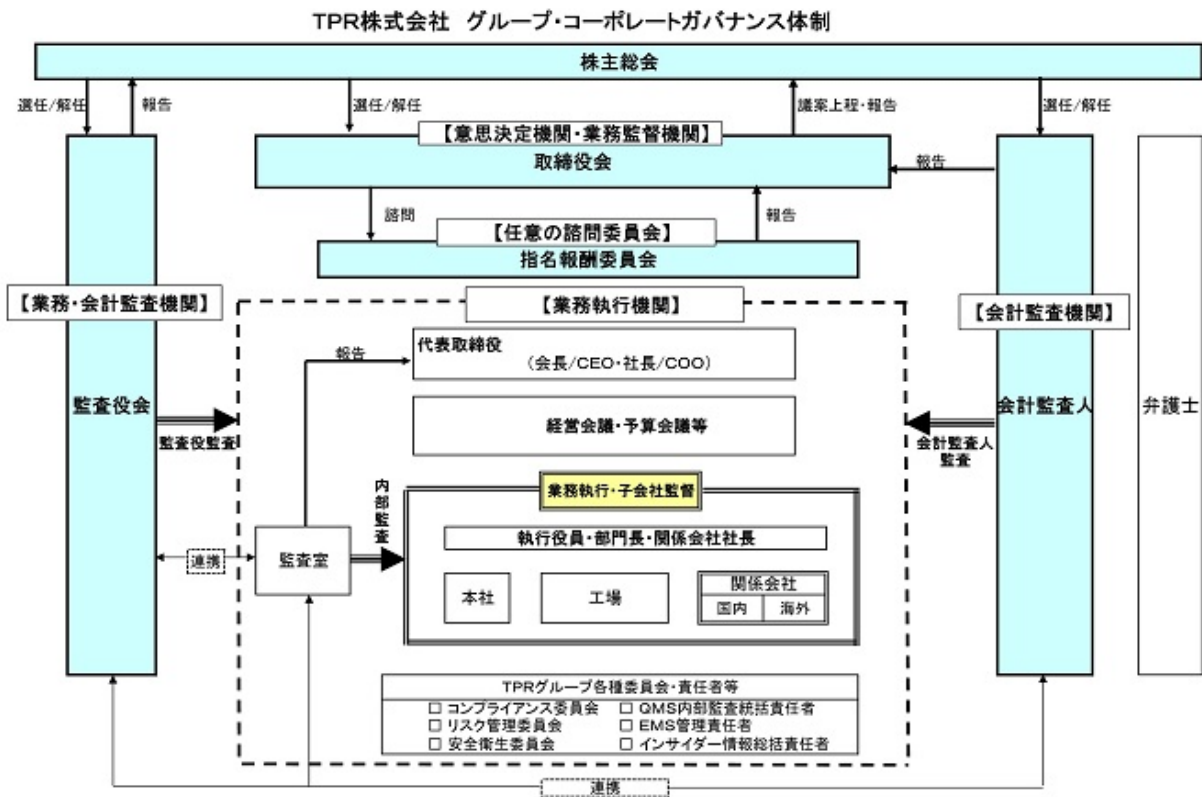 TPR株式会社 グループ・コーポレートガバナンス体制
株主総会
選任/解任
報告
選任/解任
議案上程・報告
選任/解任
【意思決定機関・業務監督機関】
取締役会
報告
諮問
報告
【任意の諮問委員会】
指名報酬委員会
【業務・会計監査機関】
【業務執行機関】
【会計監査機関】
代表取締役
(会長/CEO・社長/COO)
報告
監査役会
会計監査人
弁護士
経営会議・予算会議等
監査役監査
会計監査人
監査
内部監査
業務執行・子会社監督
執行役員・部門長・関係会社社長
連携
監査室
本社
工場
関係会社
国内 海外
TPRグループ各種委員会・責任者等
□ コンプライアンス委員会 □ QMS内部監査統括責任者
□ リスク管理委員会 □ EMS管理責任者
□ 安全衛生委員会 □ インサイダー情報総括責任者
連携